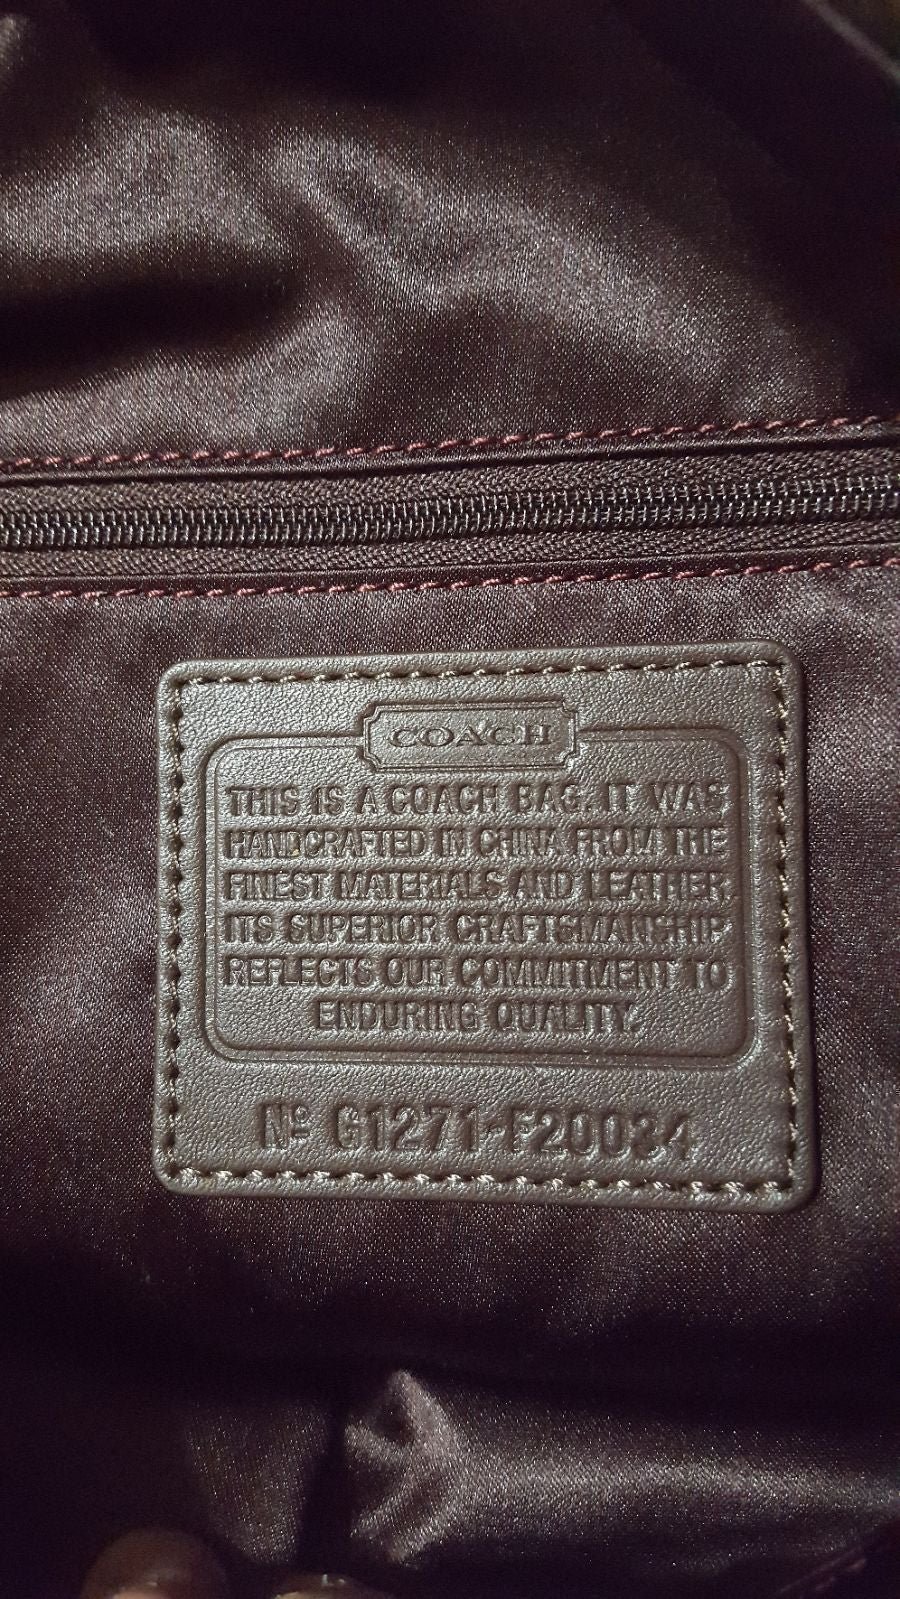 COACH
THIS IS A COACH BAG. IT WAS
HANDCRAFTED IN CHINA FROM THE
FINEST MATERIALS AND LEATHER
ITS SUPERIOR CRAFTSMANSHIP
REFLECTS OUR COMMITMENT TO
ENDURING QUALITY.
Nº G1271-F20034